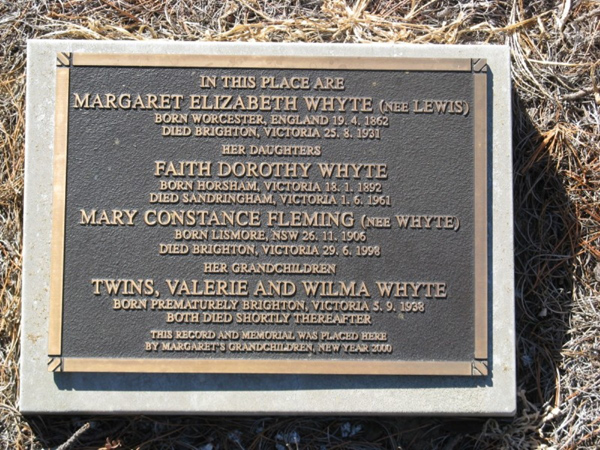 IN THIS PLACE ARE
MARGARET ELIZABETH WHYTE (NEE LEWIS)
BORN WORCESTER, ENGLAND 19. 4. 1862
DIED BRIGHTON, VICTORIA 25. 8. 1931
HER DAUGHTERS
FAITH DOROTHY WHYTE
BORN HORSHAM, VICTORIA 18. 1. 1892
DIED SANDRINGHAM, VICTORIA 1. 6. 1961
MARY CONSTANCE FLEMING (NEE WHYTE)
BORN LISMORE, NSW 26. 11. 1906
DIED BRIGHTON, VICTORIA 29. 6. 1998
HER GRANDCHILDREN
TWINS, VALERIE AND WILMA WHYTE
BORN PREMATURELY BRIGHTON, VICTORIA 5. 9. 1938
BOTH DIED SHORTLY THEREAFTER
THIS RECORD AND MEMORIAL WAS PLACED HERE
BY MARGARET'S GRANDCHILDREN, NEW YEAR 2000